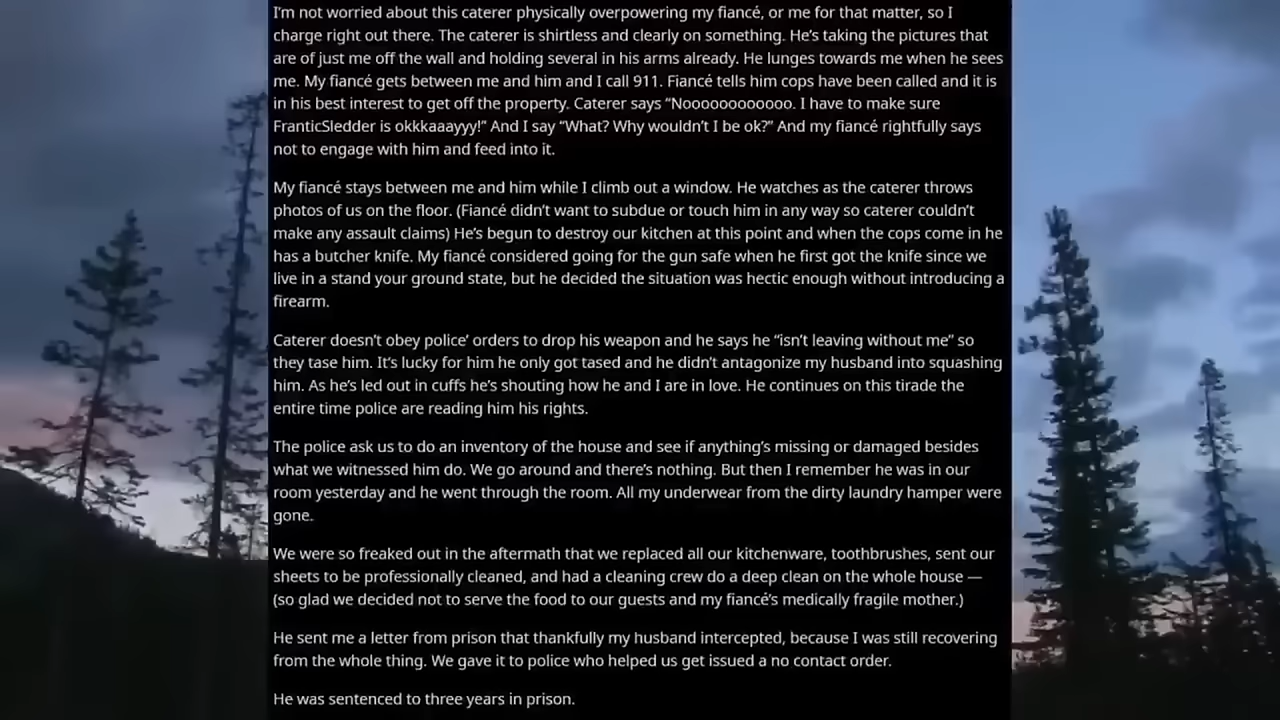 I'm not worried about this caterer physically overpowering my fiancé, or me for that matter, so I
charge right out there. The caterer is shirtless and clearly on something. He's taking the pictures that
are of just me off the wall and holding several in his arms already. He lunges towards me when he sees
me. My fiancé gets between me and him and I call 911. Fiancé tells him cops have been called and it is
in his best interest to get off the property. Caterer says “Noooooooooooo. I have to make sure
FranticSledder is okkkaaayyy!” And I say “What? Why wouldn't I be ok?” And my fiancé rightfully says
not to engage with him and feed into it.
My fiancé stays between me and him while I climb out a window. He watches as the caterer throws
photos of us on the floor. (Fiancé didn't want to subdue or touch him in any way so caterer couldn't
make any assault claims) He's begun to destroy our kitchen at this point and when the cops come in he
has a butcher knife. My fiancé considered going for the gun safe when he first got the knife since we
live in a stand your ground state, but he decided the situation was hectic enough without introducing a
firearm.
Caterer doesn't obey police' orders to drop his weapon and he says he “isn't leaving without me” so
they tase him. It's lucky for him he only got tased and he didn't antagonize my husband into squashing
him. As he's led out in cuffs he's shouting how he and I are in love. He continues on this tirade the
entire time police are reading him his rights.
The police ask us to do an inventory of the house and see if anything's missing or damaged besides
what we witnessed him do. We go around and there's nothing. But then I remember he was in our
room yesterday and he went through the room. All my underwear from the dirty laundry hamper were
gone.
We were so freaked out in the aftermath that we replaced all our kitchenware, toothbrushes, sent our
sheets to be professionally cleaned, and had a cleaning crew do a deep clean on the whole house —
(so glad we decided not to serve the food to our guests and my fiancé's medically fragile mother.)
He sent me a letter from prison that thankfully my husband intercepted, because I was still recovering
from the whole thing. We gave it to police who helped us get issued a no contact order.
He was sentenced to three years in prison.